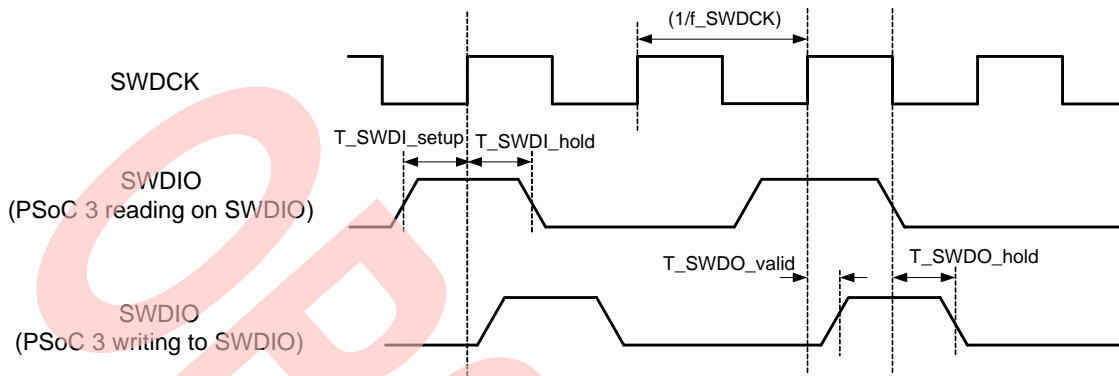 (1/f_SWDCK)
SWDCK
T_SWDI_setup
T_SWDI_hold
SWDIO
(PSoC 3 reading on SWDIO)
T_SWDO_valid
T_SWDO_hold
SWDIO
(PSoC 3 writing to SWDIO)